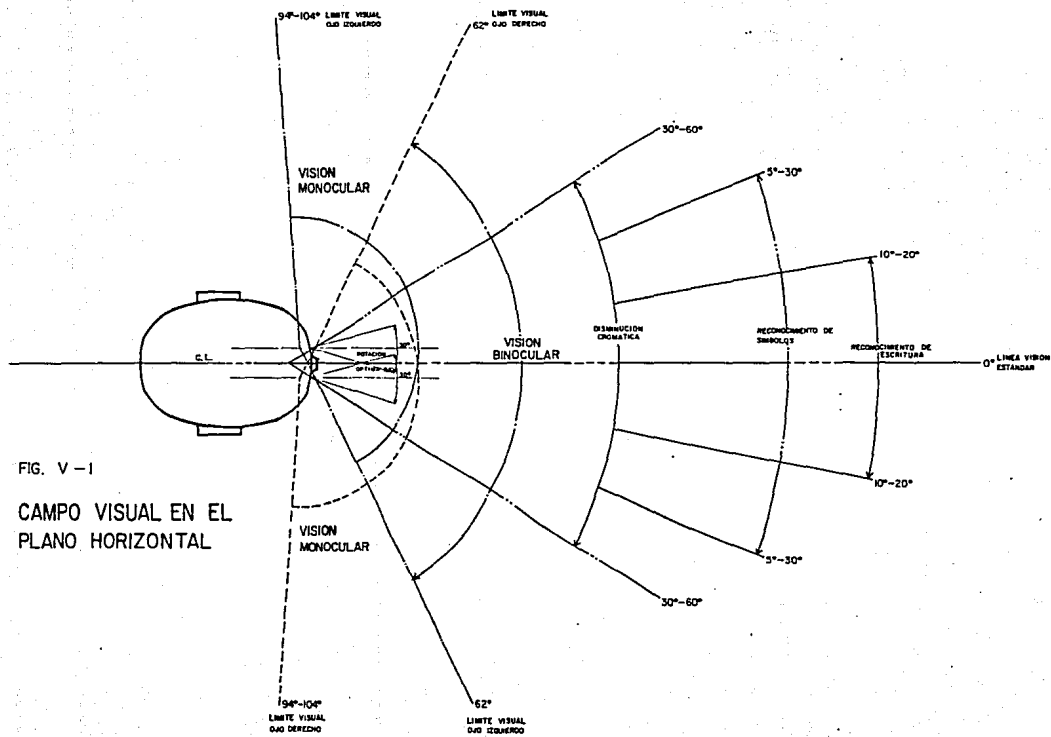 94°-104° LIMITE VISUAL
OJO IZQUIERDO
62° LIMITE VISUAL
OJO DERECHO
30°-60°
5°-30°
VISION
MONOCULAR
10°-20°
C.L.
30°
ROTACION
30°
VISION
BINOCULAR
DISMINUCION
CROMATICA
RECONOCIMIENTO DE
SIMBOLOS
RECONOCIMIENTO DE
ESCRITURA
0° LINEA VISION
ESTANDAR
FIG. V-1
CAMPO VISUAL EN EL
PLANO HORIZONTAL
10°-20°
VISION
MONOCULAR
5°-30°
30°-60°
94°-104°
LIMITE VISUAL
OJO DERECHO
62°
LIMITE VISUAL
OJO IZQUIERDO